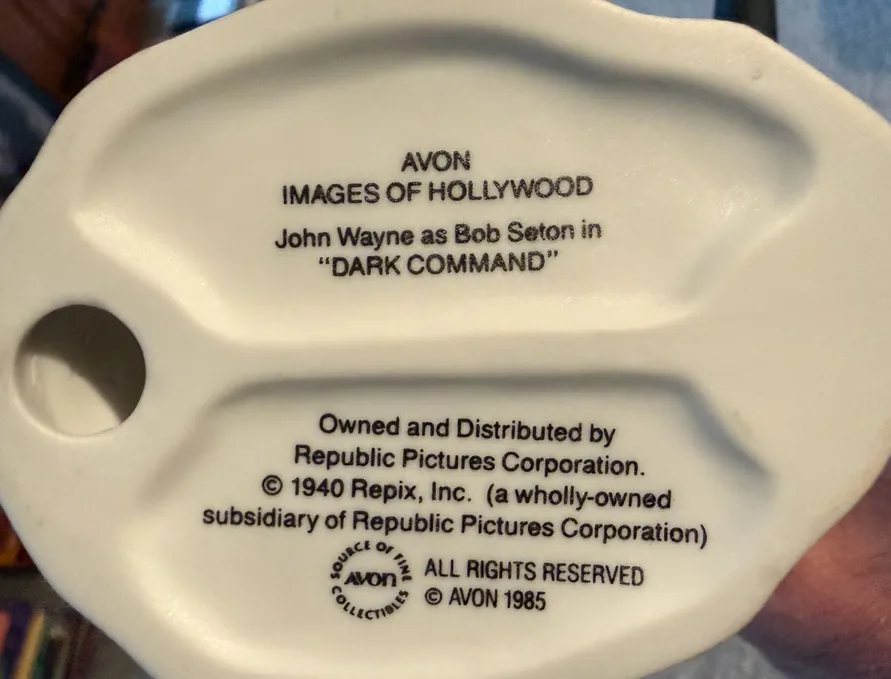 AVON
IMAGES OF HOLLYWOOD
John Wayne as Bob Seton in
“DARK COMMAND”
Owned and Distributed by
Republic Pictures Corporation.
© 1940 Repix, Inc. (a wholly-owned
subsidiary of Republic Pictures Corporation)
SOURCE OF FINE
AVON
COLLECTIBLES
ALL RIGHTS RESERVED
© AVON 1985